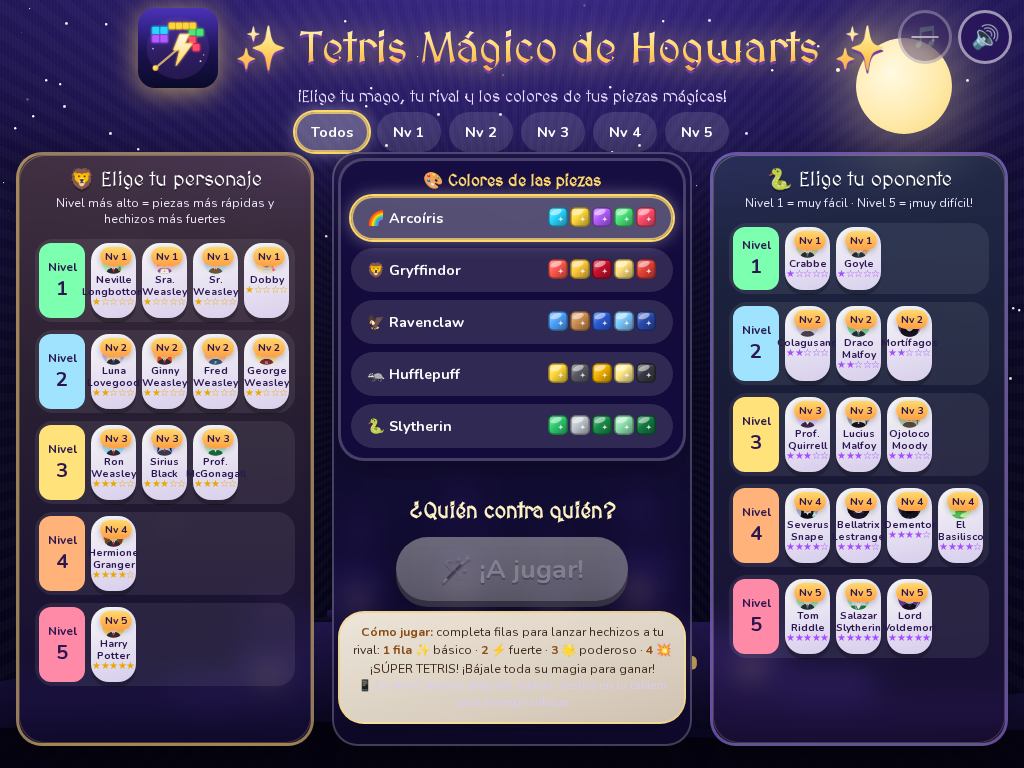 ✨ Tetris Mágico de Hogwarts ✨
¡Elige tu mago, tu rival y los colores de tus piezas mágicas!
Todos Nv 1 Nv 2 Nv 3 Nv 4 Nv 5
🦁 Elige tu personaje
Nivel más alto = piezas más rápidas y
hechizos más fuertes
Nivel
1
Nv 1 Nv 1 Nv 1 Nv 1
Neville Sra. Sr. Dobby
Longbottom Weasley Weasley
★☆☆☆☆ ★☆☆☆☆ ★☆☆☆☆ ★☆☆☆☆
Nivel
2
Nv 2 Nv 2 Nv 2 Nv 2
Luna Ginny Fred George
Lovegood Weasley Weasley Weasley
★★☆☆☆ ★★☆☆☆ ★★☆☆☆ ★★☆☆☆
Nivel
3
Nv 3 Nv 3 Nv 3
Ron Sirius Prof.
Weasley Black McGonagall
★★★☆☆ ★★★☆☆ ★★★☆☆
Nivel
4
Nv 4
Hermione
Granger
★★★★☆
Nivel
5
Nv 5
Harry
Potter
★★★★★
🎨 Colores de las piezas
🌈 Arcoíris
🦁 Gryffindor
🦅 Ravenclaw
🦡 Hufflepuff
🐍 Slytherin
¿Quién contra quién?
🪄 ¡A jugar!
Cómo jugar: completa filas para lanzar hechizos a tu
rival: 1 fila ✨ básico · 2 ⚡ fuerte · 3 🌟 poderoso · 4 💥
¡SÚPER TETRIS! ¡Bájale toda su magia para ganar!
🐍 Elige tu oponente
Nivel 1 = muy fácil · Nivel 5 = ¡muy difícil!
Nivel
1
Nv 1 Nv 1
Crabbe Goyle
★☆☆☆☆ ★☆☆☆☆
Nivel
2
Nv 2 Nv 2 Nv 2
Colagusano Draco Mortífagos
Malfoy
★★☆☆☆ ★★☆☆☆ ★★☆☆☆
Nivel
3
Nv 3 Nv 3 Nv 3
Prof. Lucius Ojoloco
Quirrell Malfoy Moody
★★★☆☆ ★★★☆☆ ★★★☆☆
Nivel
4
Nv 4 Nv 4 Nv 4 Nv 4
Severus Bellatrix Dementor El
Snape Lestrange Basilisco
★★★★☆ ★★★★☆ ★★★★☆ ★★★★☆
Nivel
5
Nv 5 Nv 5 Nv 5
Tom Salazar Lord
Riddle Slytherin Voldemort
★★★★★ ★★★★★ ★★★★★